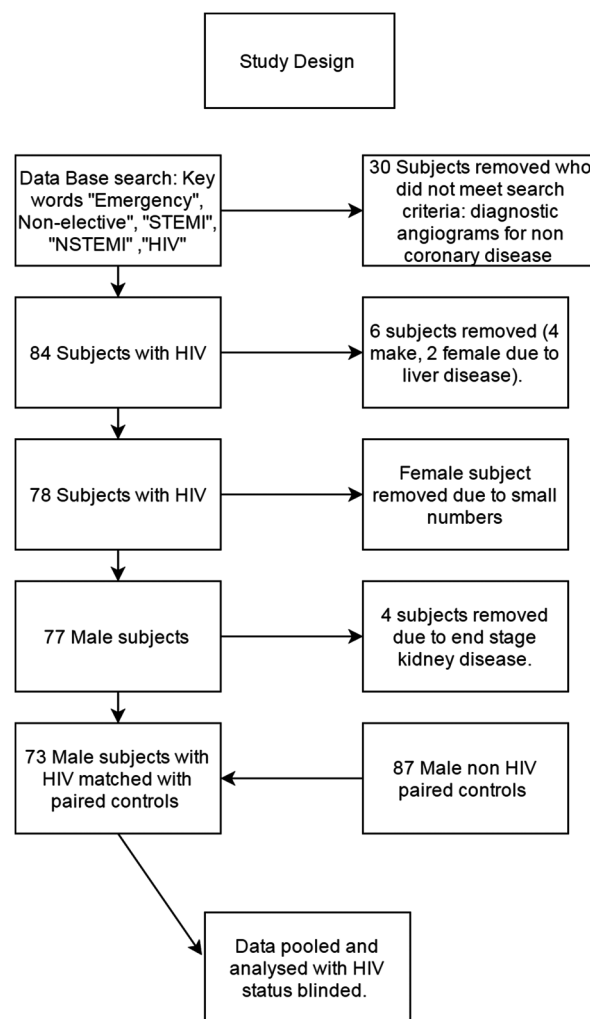 Study Design
Data Base search: Key
words "Emergency",
Non-elective", "STEMI",
"NSTEMI" ,"HIV"
30 Subjects removed who
did not meet search
criteria: diagnostic
angiograms for non
coronary disease
84 Subjects with HIV
6 subjects removed (4
make, 2 female due to
liver disease).
78 Subjects with HIV
Female subject
removed due to small
numbers
77 Male subjects
4 subjects removed
due to end stage
kidney disease.
73 Male subjects with
HIV matched with
paired controls
87 Male non HIV
paired controls
Data pooled and
analysed with HIV
status blinded.